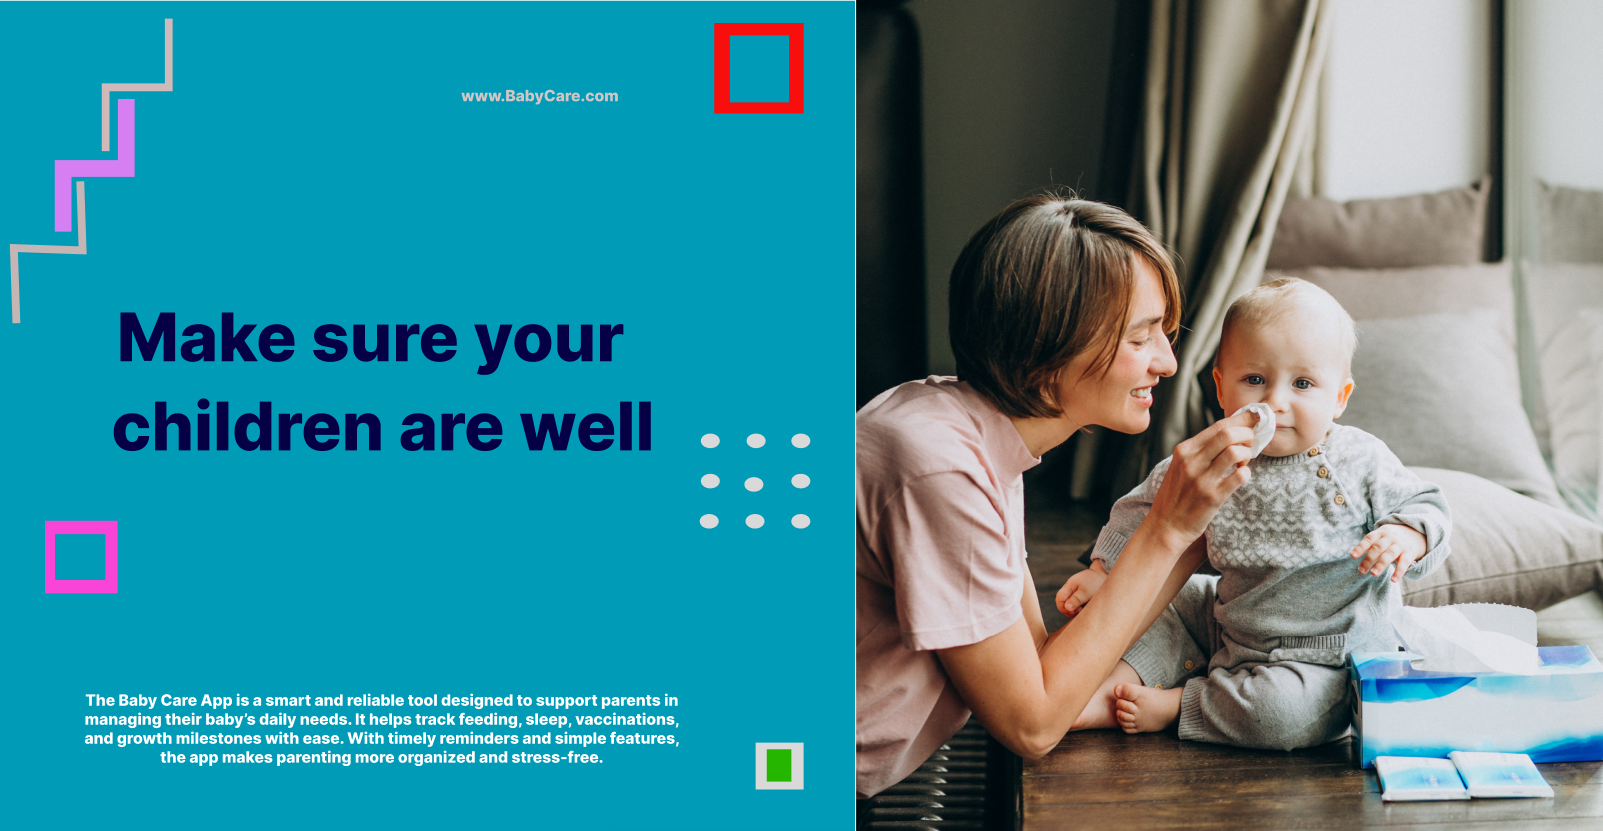 www.BabyCare.com
Make sure your
children are well
The Baby Care App is a smart and reliable tool designed to support parents in
managing their baby’s daily needs. It helps track feeding, sleep, vaccinations,
and growth milestones with ease. With timely reminders and simple features,
the app makes parenting more organized and stress-free.